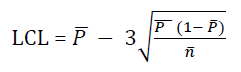 LCL = P̅ − 3√(P̅ (1−P̅) / n̅)